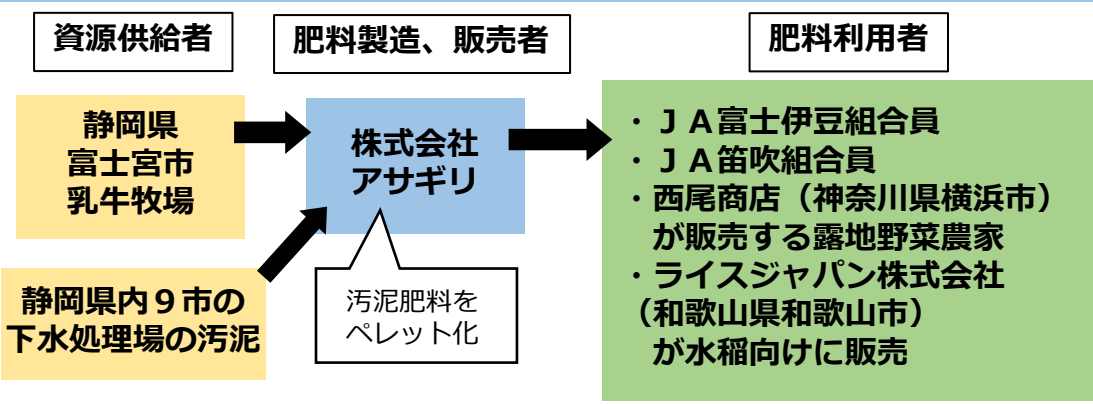 資源供給者
肥料製造、販売者
肥料利用者
静岡県
富士宮市
乳牛牧場
静岡県内９市の
下水処理場の汚泥
株式会社
アサギリ
汚泥肥料を
ペレット化
・ＪＡ富士伊豆組合員
・ＪＡ笛吹組合員
・西尾商店（神奈川県横浜市）
が販売する露地野菜農家
・ライスジャパン株式会社
（和歌山県和歌山市）
が水稲向けに販売